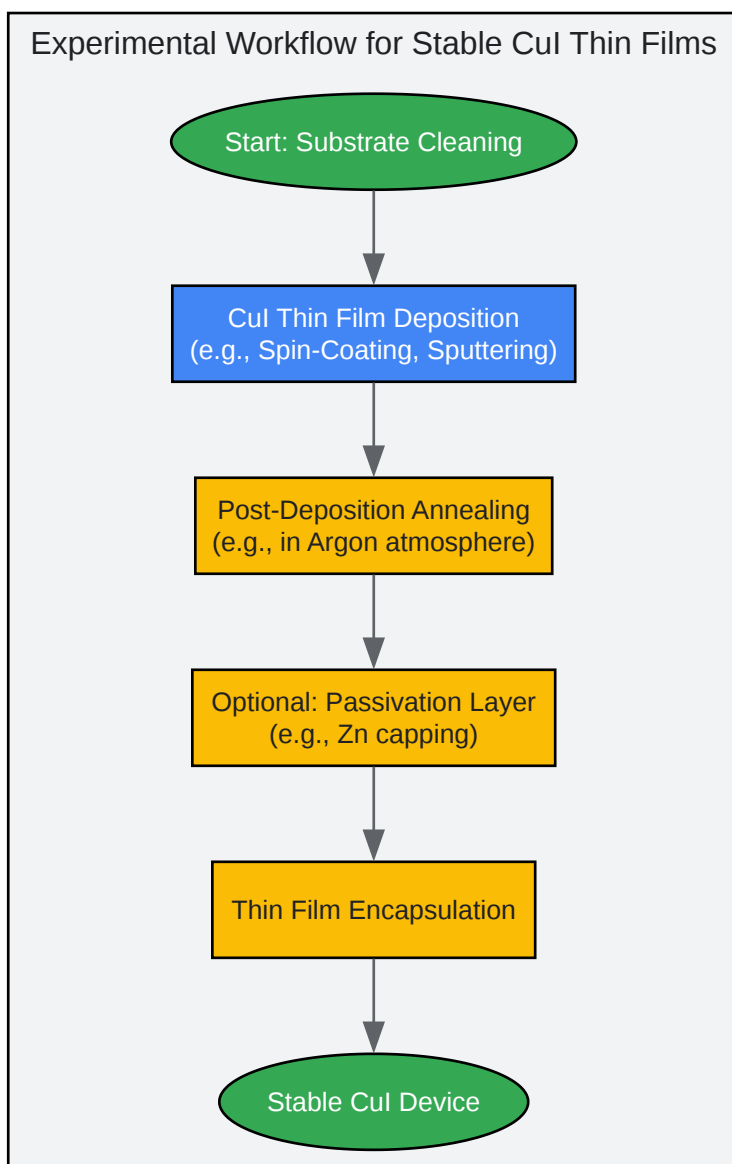 Experimental Workflow for Stable CuI Thin Films
Start: Substrate Cleaning
CuI Thin Film Deposition
(e.g., Spin-Coating, Sputtering)
Post-Deposition Annealing
(e.g., in Argon atmosphere)
Optional: Passivation Layer
(e.g., Zn capping)
Thin Film Encapsulation
Stable CuI Device